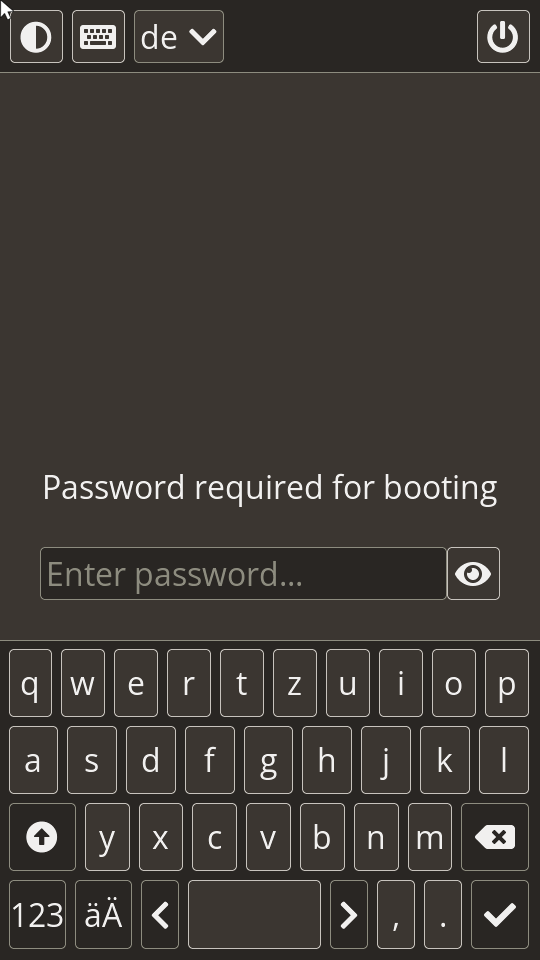 de
Password required for booting
Enter password...
q w e r t z u i o p
a s d f g h j k l
y x c v b n m
123 äÄ , .